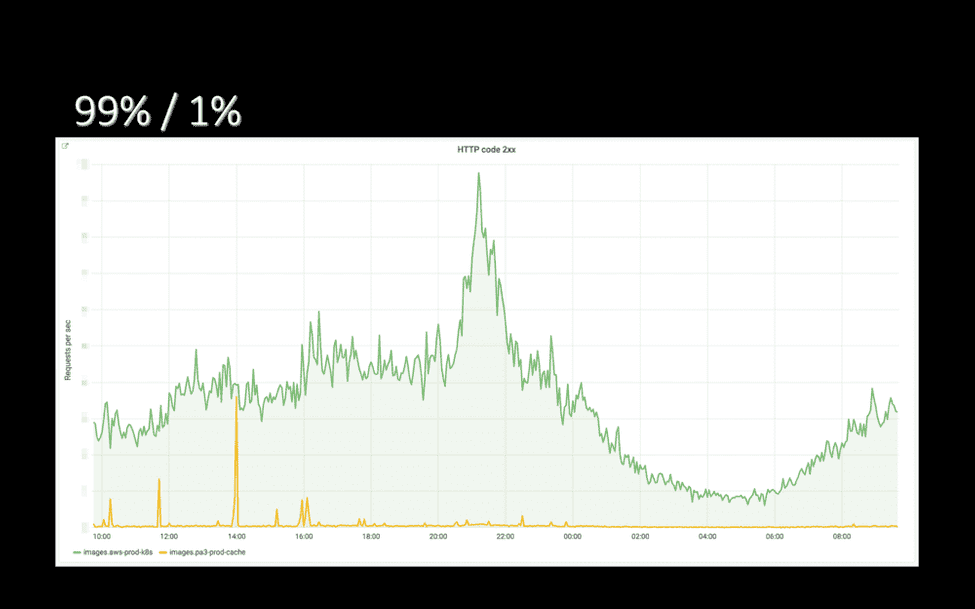 99% / 1%
HTTP code 2xx
Requests per sec
10:00 12:00 14:00 16:00 18:00 20:00 22:00 00:00 02:00 04:00 06:00 08:00
images.aws-prod-k8s images.pa3-prod-cache